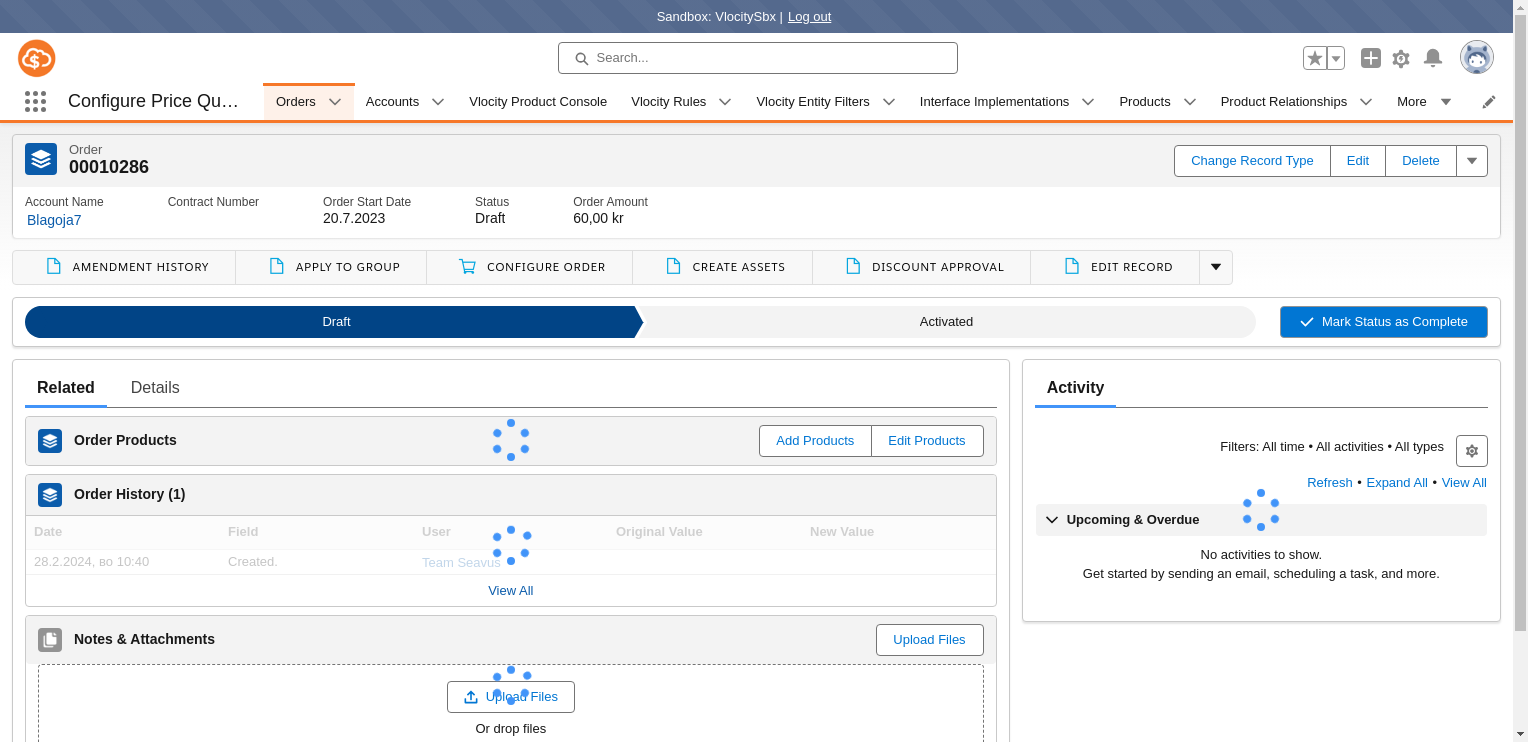 Sandbox: VlocitySbx | Log out
Search...
Configure Price Qu…
Orders
Accounts
Vlocity Product Console
Vlocity Rules
Vlocity Entity Filters
Interface Implementations
Products
Product Relationships
More
Order
00010286
Change Record Type
Edit
Delete
Account Name
Contract Number
Order Start Date
Status
Order Amount
Blagoja7
20.7.2023
Draft
60,00 kr
AMENDMENT HISTORY
APPLY TO GROUP
CONFIGURE ORDER
CREATE ASSETS
DISCOUNT APPROVAL
EDIT RECORD
Draft
Activated
Mark Status as Complete
Related
Details
Order Products
Add Products
Edit Products
Order History (1)
Date
Field
User
Original Value
New Value
28.2.2024, во 10:40
Created.
Team Seavus
View All
Notes & Attachments
Upload Files
Upload Files
Or drop files
Activity
Filters: All time • All activities • All types
Refresh • Expand All • View All
Upcoming & Overdue
No activities to show.
Get started by sending an email, scheduling a task, and more.